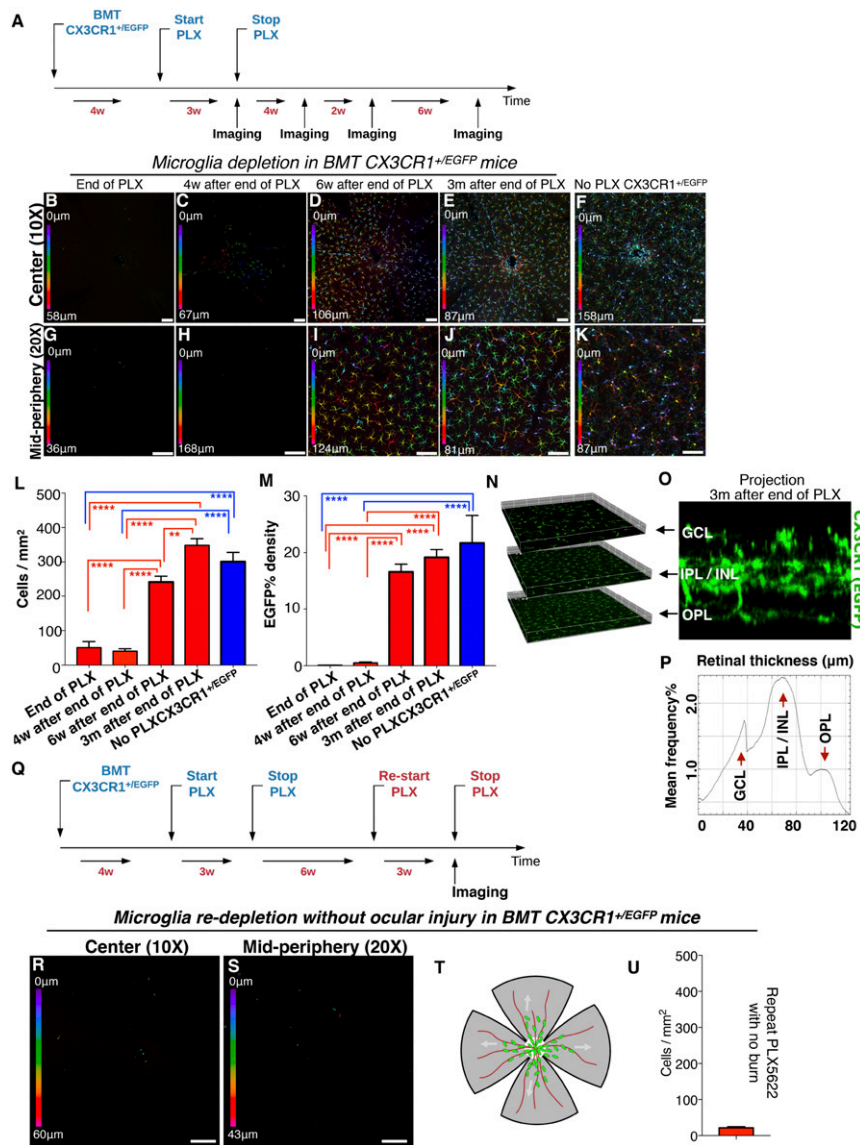 A
BMT
CX3CR1+/EGFP
Start
PLX
Stop
PLX
Time
4w
3w
4w
2w
6w
Imaging
Imaging
Imaging
Imaging
Microglia depletion in BMT CX3CR1+/EGFP mice
End of PLX
4w after end of PLX
6w after end of PLX
3m after end of PLX
No PLX CX3CR1+/EGFP
Center (10X)
B
0µm
58µm
C
0µm
67µm
D
0µm
106µm
E
0µm
87µm
F
0µm
158µm
Mid-periphery (20X)
G
0µm
36µm
H
0µm
168µm
I
0µm
124µm
J
0µm
81µm
K
0µm
87µm
L
Cells / mm2
500
400
300
200
100
0
****
****
****
****
**
****
****
End of PLX
4w after end of PLX
6w after end of PLX
3m after end of PLX
No PLXCX3CR1+/EGFP
M
EGFP% density
30
20
10
0
****
****
****
****
****
****
End of PLX
4w after end of PLX
6w after end of PLX
3m after end of PLX
No PLXCX3CR1+/EGFP
N
GCL
IPL / INL
OPL
O
Projection
3m after end of PLX
GCL
IPL / INL
OPL
CX3CR1 (EGFP)
P
Retinal thickness (µm)
Mean frequency%
2.0
1.0
GCL
IPL / INL
OPL
0
40
80
120
Q
BMT
CX3CR1+/EGFP
Start
PLX
Stop
PLX
Re-start
PLX
Stop
PLX
Time
4w
3w
6w
3w
Imaging
Microglia re-depletion without ocular injury in BMT CX3CR1+/EGFP mice
Center (10X)
Mid-periphery (20X)
R
0µm
60µm
S
0µm
43µm
T
U
Cells / mm2
500
400
300
200
100
0
Repeat PLX5622
with no burn